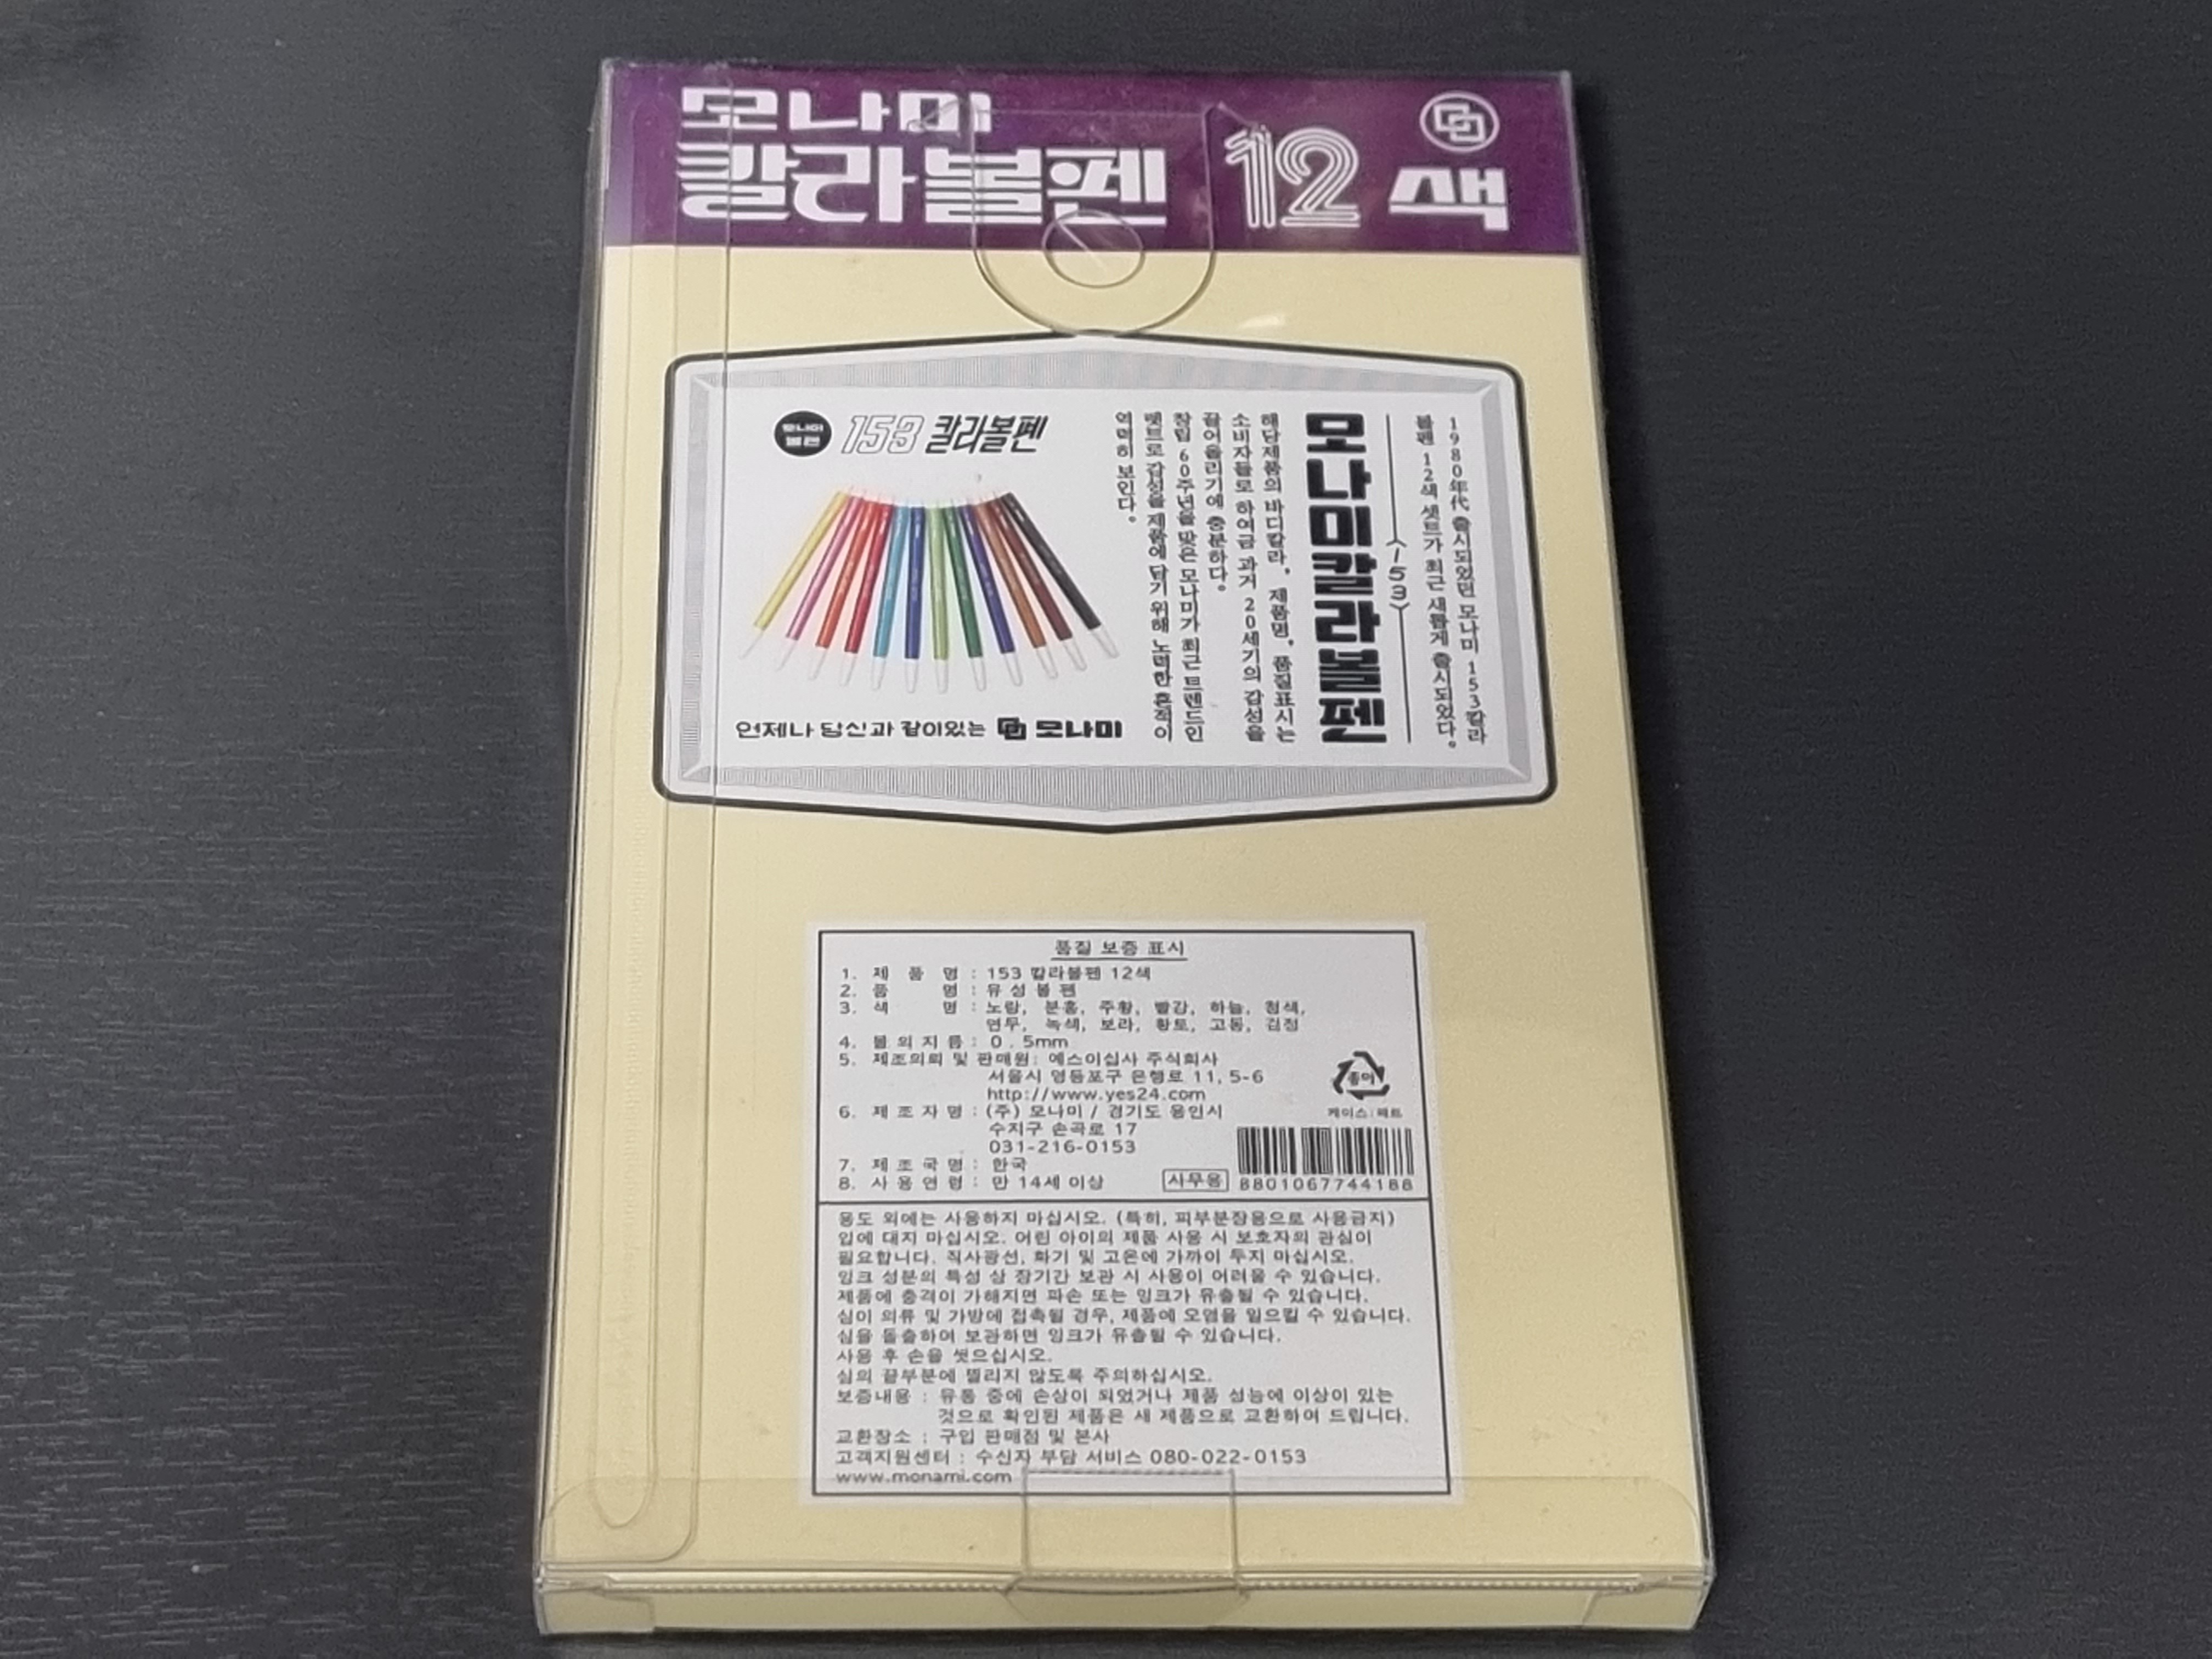 모나미
칼라볼펜 12색
모나미
볼펜
153 칼라볼펜
언제나 당신과 같이있는 모나미
1980年代 출시되었던 모나미 153칼라
볼펜 12색 셋트가 최근 새롭게 출시되었다.
153
모나미칼라볼펜
해당제품의 바디칼라, 제품명, 품질표시는
소비자들로 하여금 과거 20세기의 감성을
끌어올리기에 충분하다.
창립 60주년을 맞은 모나미가 최근 트렌드인
렛트로 감성을 제품에 담기 위해 노력한 흔적이
역력히 보인다.
품질 보증 표시
1. 제 품 명 : 153 칼라볼펜 12색
2. 품 명 : 유성볼펜
3. 색 명 : 노랑, 분홍, 주황, 빨강, 하늘, 청색,
연두, 녹색, 보라, 황토, 고동, 검정
4. 볼의지름 : 0.5mm
5. 제조의뢰 및 판매원: 예스이십사 주식회사
서울시 영등포구 은행로 11, 5-6
http://www.yes24.com
6. 제조자명 : (주) 모나미 / 경기도 용인시
수지구 손곡로 17
031-216-0153
7. 제조국명 : 한국
8. 사용연령 : 만 14세 이상
종이
케이스:페트
사무용
8801067744188
용도 외에는 사용하지 마십시오. (특히, 피부분장용으로 사용금지)
입에 대지 마십시오. 어린 아이의 제품 사용 시 보호자의 관심이
필요합니다. 직사광선, 화기 및 고온에 가까이 두지 마십시오.
잉크 성분의 특성 상 장기간 보관 시 사용이 어려울 수 있습니다.
제품에 충격이 가해지면 파손 또는 잉크가 유출될 수 있습니다.
심이 의류 및 가방에 접촉될 경우, 제품에 오염을 일으킬 수 있습니다.
심을 돌출하여 보관하면 잉크가 유출될 수 있습니다.
사용 후 손을 씻으십시오.
심의 끝부분에 찔리지 않도록 주의하십시오.
보증내용 : 유통 중에 손상이 되었거나 제품 성능에 이상이 있는
것으로 확인된 제품은 새 제품으로 교환하여 드립니다.
교환장소 : 구입 판매점 및 본사
고객지원센터 : 수신자 부담 서비스 080-022-0153
www.monami.com